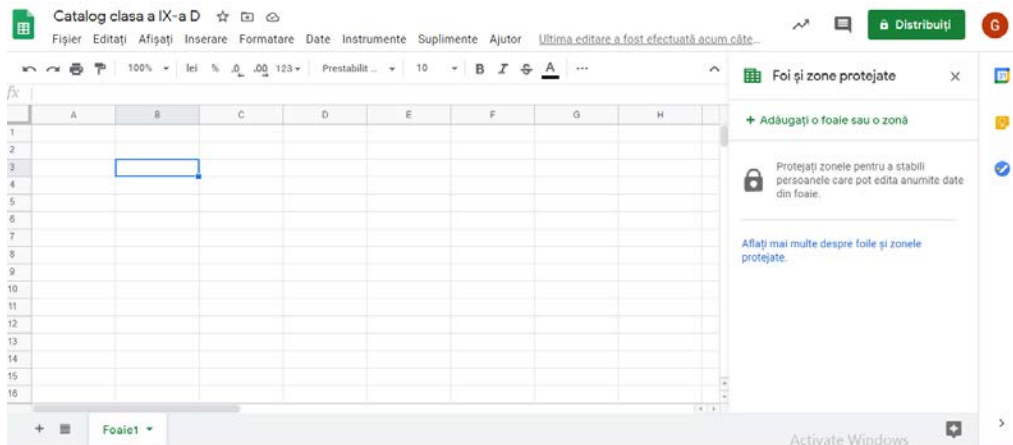 Catalog clasa a IX-a D
Fișier Editați Afișați Inserare Formatare Date Instrumente Suplimente Ajutor Ultima editare a fost efectuată acum câte...
Distribuiți
G
100% lei % .0 .00 123 Prestabilit ... 10 B I S A ...
fx
A B C D E F G H
1
2
3
4
5
6
7
8
9
10
11
12
13
14
15
16
Foaie1
Foi și zone protejate
+ Adăugați o foaie sau o zonă
Protejați zonele pentru a stabili
persoanele care pot edita anumite date
din foaie.
Aflați mai multe despre foile și zonele
protejate.
31
Activate Windows